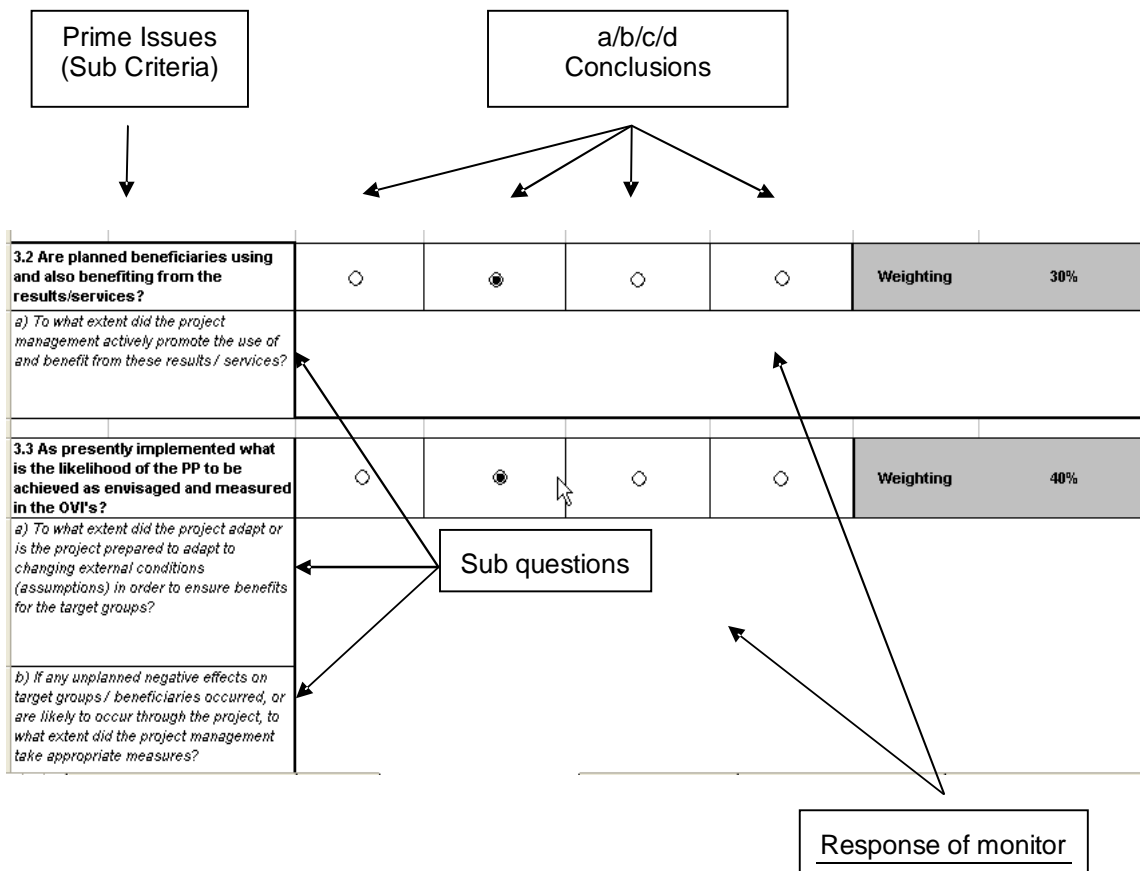 Prime Issues
(Sub Criteria)
a/b/c/d
Conclusions
3.2 Are planned beneficiaries using
and also benefiting from the
results/services?
Weighting 30%
a) To what extent did the project
management actively promote the use of
and benefit from these results / services?
3.3 As presently implemented what
is the likelihood of the PP to be
achieved as envisaged and measured
in the OVI's?
Weighting 40%
a) To what extent did the project adapt or
is the project prepared to adapt to
changing external conditions
(assumptions) in order to ensure benefits
for the target groups?
Sub questions
b) If any unplanned negative effects on
target groups / beneficiaries occurred, or
are likely to occur through the project, to
what extent did the project management
take appropriate measures?
Response of monitor